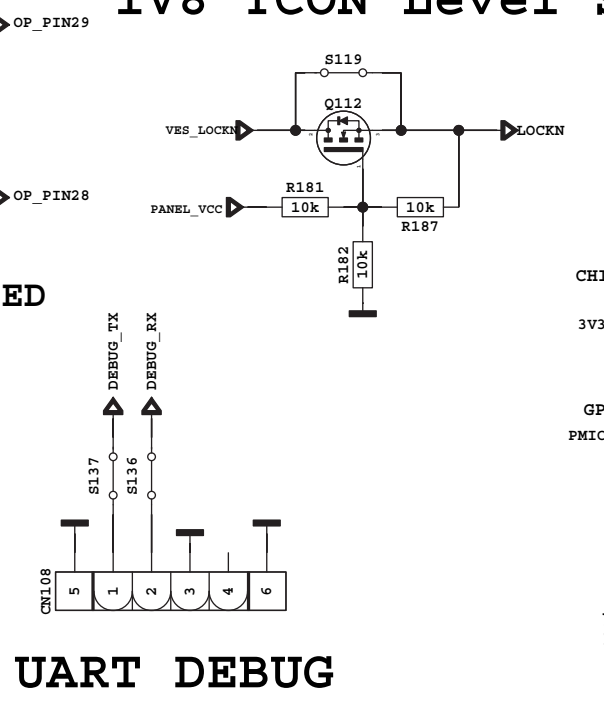 1V8 TCON Level S
OP_PIN29
S119
Q112
VES_LOCKN
LOCKN
R181
OP_PIN28
PANEL_VCC
10k
10k
R187
R182
10k
CHI
ED
3V3
DEBUG_TX
DEBUG_RX
GP
PMIC
S137
S136
CN108
5
1
2
3
4
6
UART DEBUG